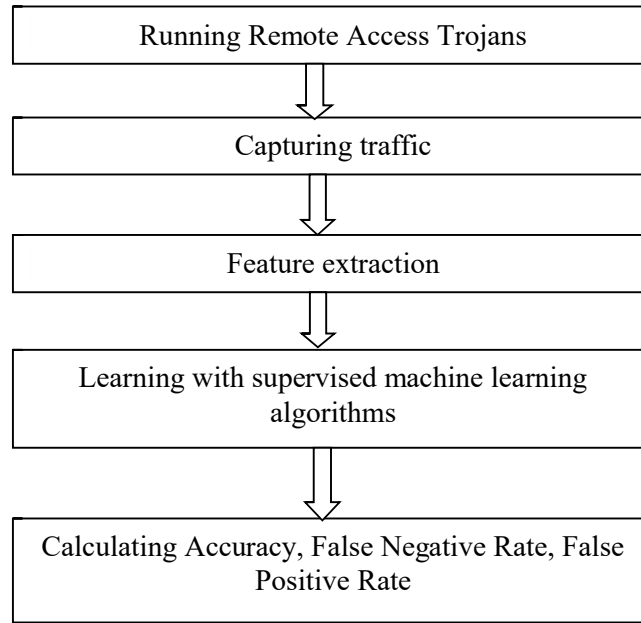 Running Remote Access Trojans
Capturing traffic
Feature extraction
Learning with supervised machine learning
algorithms
Calculating Accuracy, False Negative Rate, False
Positive Rate